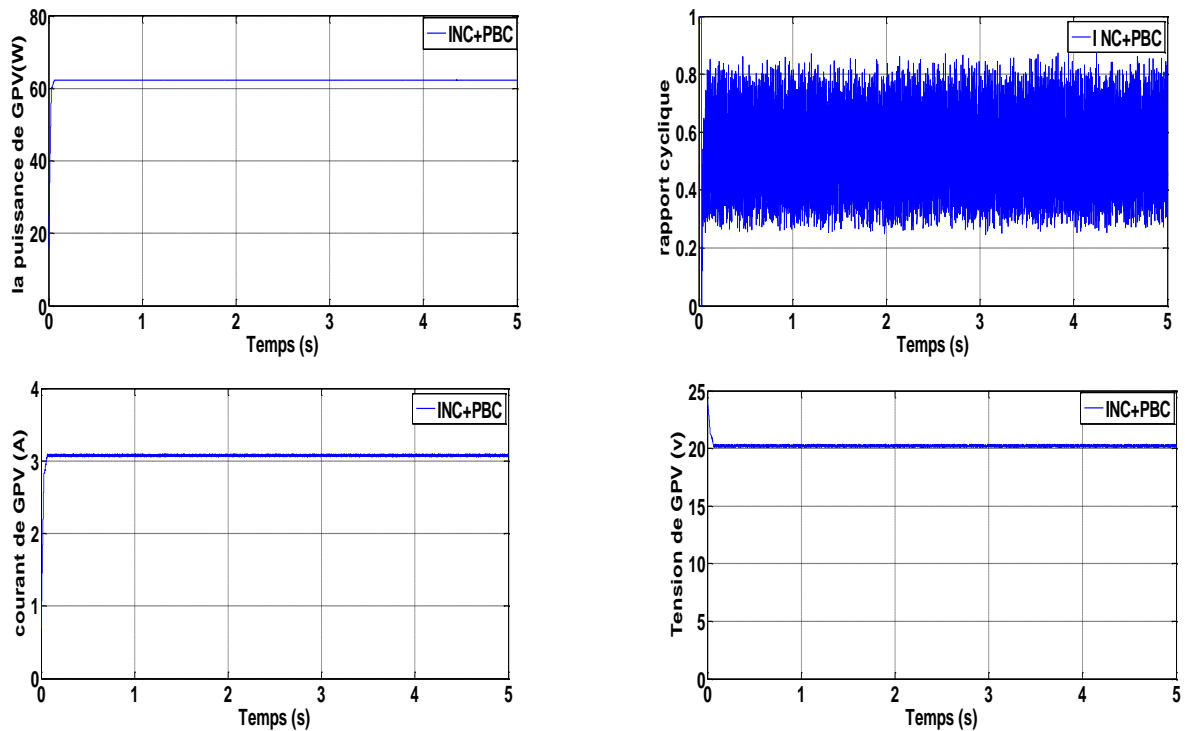 la puissance de GPV(W)
80
60
40
20
0
INC+PBC
0 1 2 3 4 5
Temps (s)
rapport cyclique
1
0.8
0.6
0.4
0.2
0
I NC+PBC
0 1 2 3 4 5
Temps (s)
courant de GPV (A)
4
3
2
1
0
INC+PBC
0 1 2 3 4 5
Temps (s)
Tension de GPV (v)
25
20
15
10
5
0
INC+PBC
0 1 2 3 4 5
Temps (s)